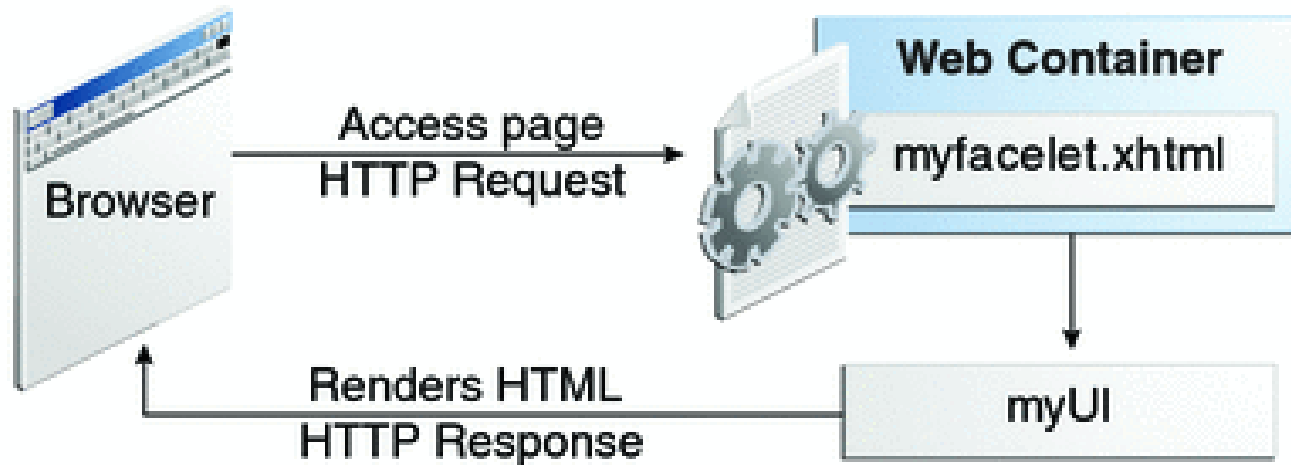 Browser
Access page
HTTP Request
Web Container
myfacelet.xhtml
myUI
Renders HTML
HTTP Response